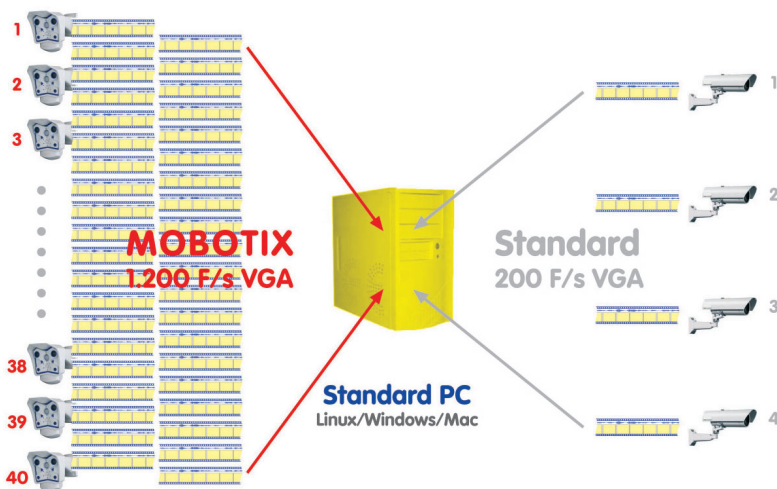 1
2
3
38
39
40
MOBOTIX
1.200 F/s VGA
Standard PC
Linux/Windows/Mac
Standard
200 F/s VGA
1
2
3
4